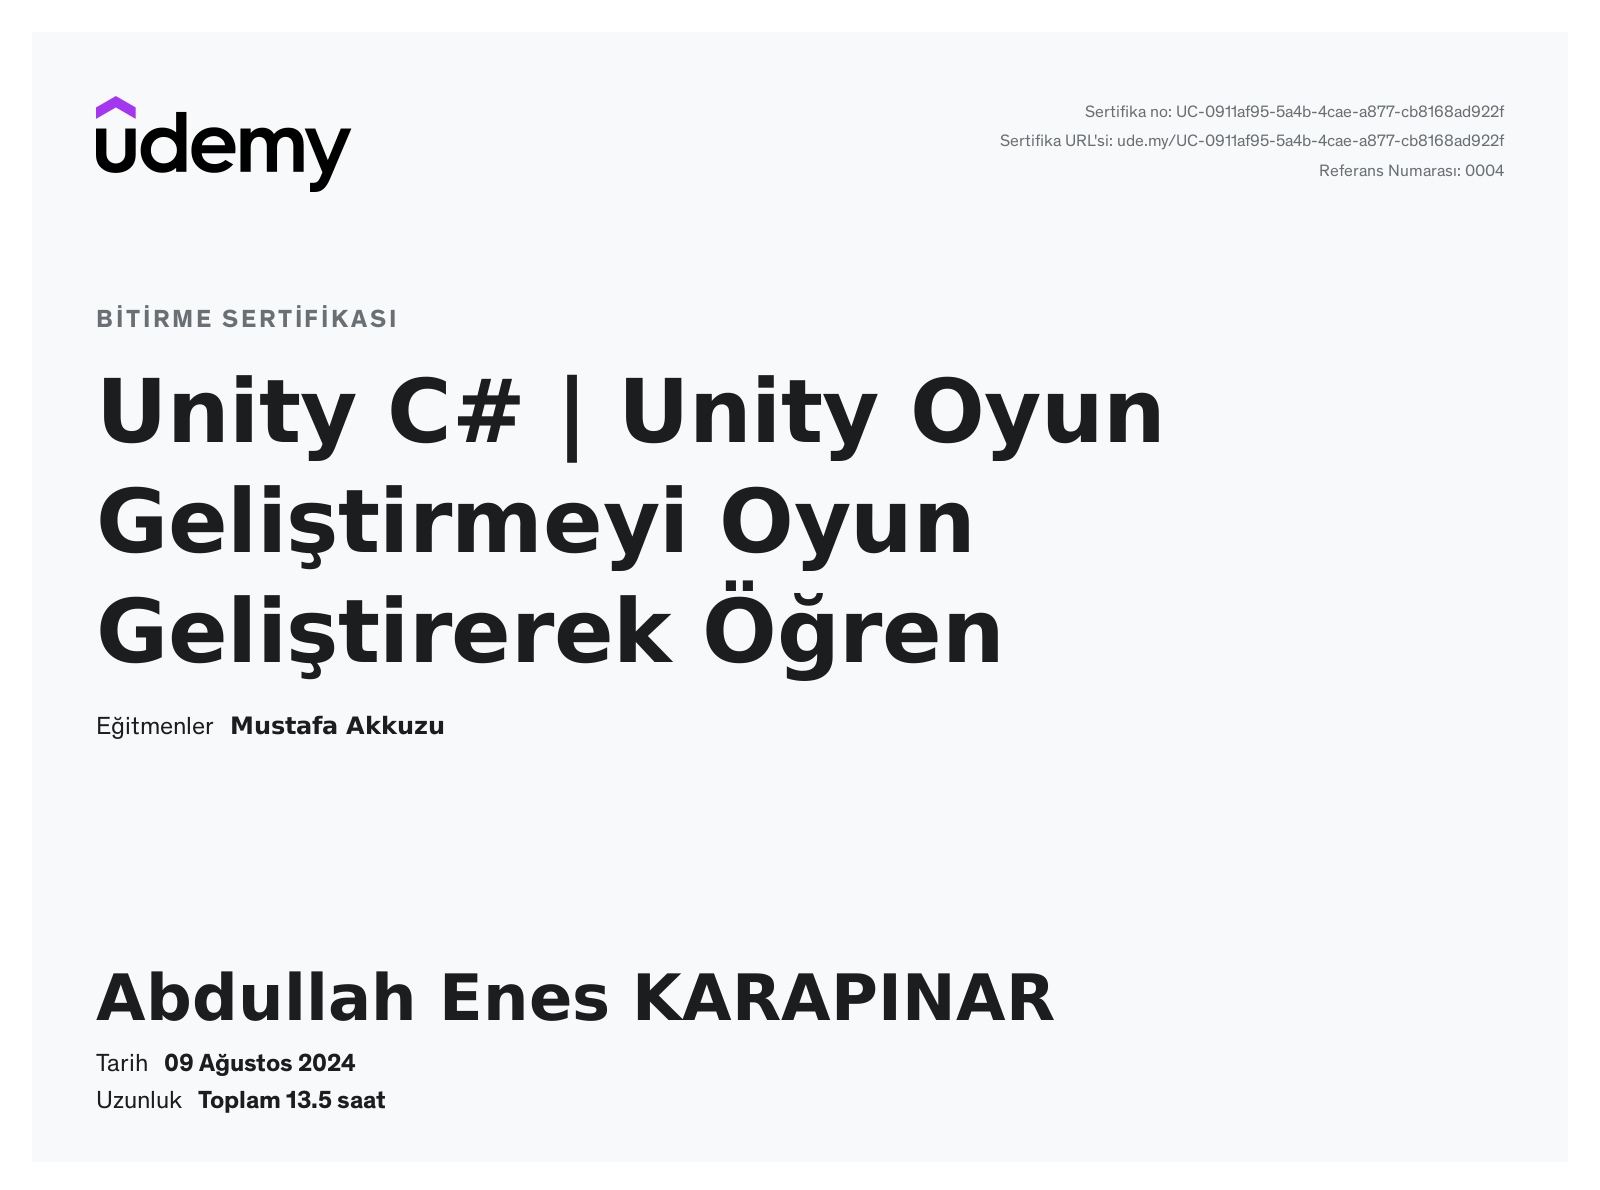 udemy
Sertifika no: UC-0911af95-5a4b-4cae-a877-cb8168ad922f
Sertifika URL'si: ude.my/UC-0911af95-5a4b-4cae-a877-cb8168ad922f
Referans Numarası: 0004
BİTİRME SERTİFİKASI
Unity C# | Unity Oyun
Geliştirmeyi Oyun
Geliştirerek Öğren
Eğitmenler Mustafa Akkuzu
Abdullah Enes KARAPINAR
Tarih 09 Ağustos 2024
Uzunluk Toplam 13.5 saat